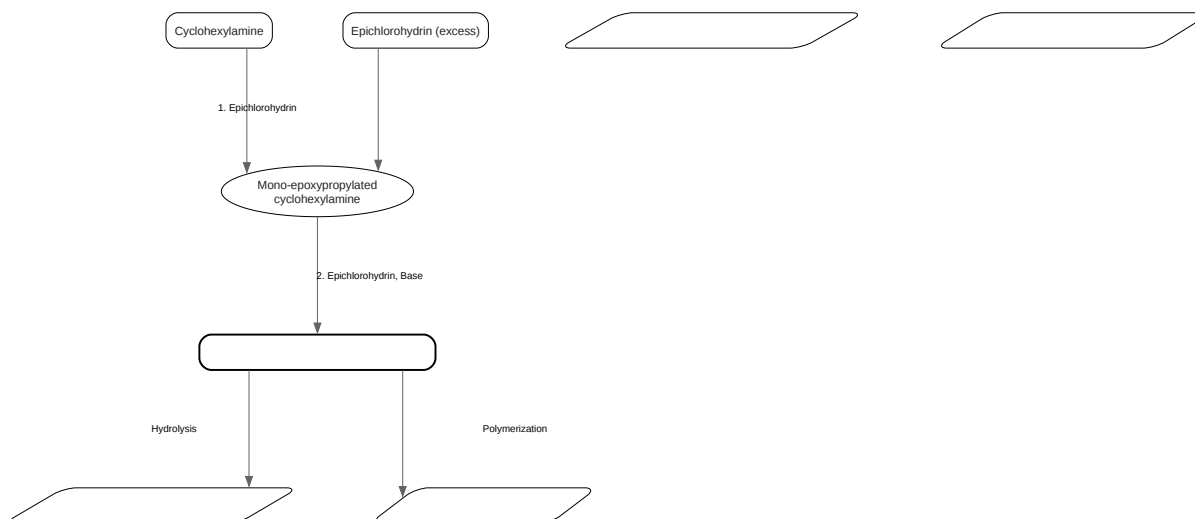 Cyclohexylamine
Epichlorohydrin (excess)
1. Epichlorohydrin
Mono-epoxypropylated
cyclohexylamine
2. Epichlorohydrin, Base
Hydrolysis
Polymerization